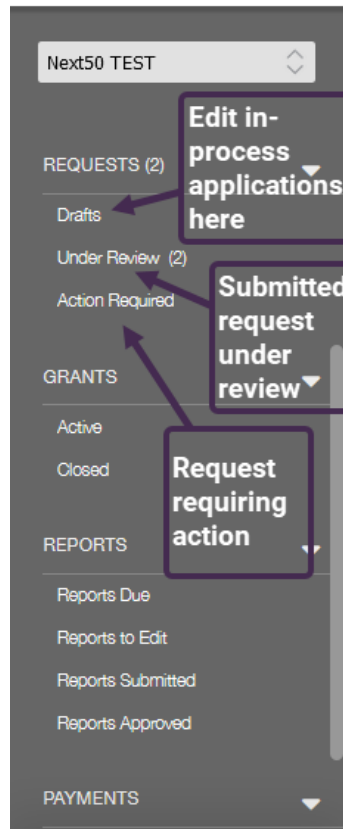 Next50 TEST
Edit in-
process
applications
here
REQUESTS (2)
Drafts
Under Review (2)
Action Required
Submitted
request
under
review
GRANTS
Active
Closed
Request
requiring
action
REPORTS
Reports Due
Reports to Edit
Reports Submitted
Reports Approved
PAYMENTS